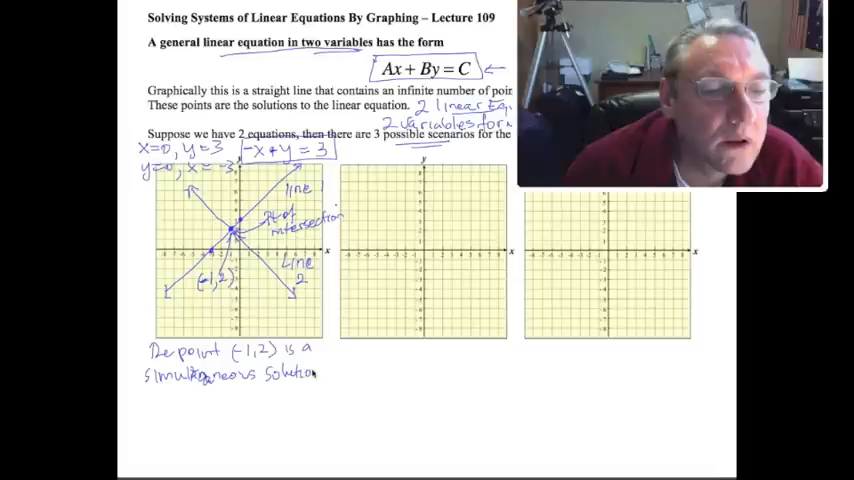 Solving Systems of Linear Equations By Graphing – Lecture 109
A general linear equation in two variables has the form
Ax + By = C
Graphically this is a straight line that contains an infinite number of poin
These points are the solutions to the linear equation. 2 linear Eq.
2 variables form
Suppose we have 2 equations, then there are 3 possible scenarios for the
x=0, y=3 -x+y=3
y=0, x=-3
y
y
line 1
pt of
intersection
x
x
x
line
2
(-1,2)
The point (-1,2) is a
simultaneous solution